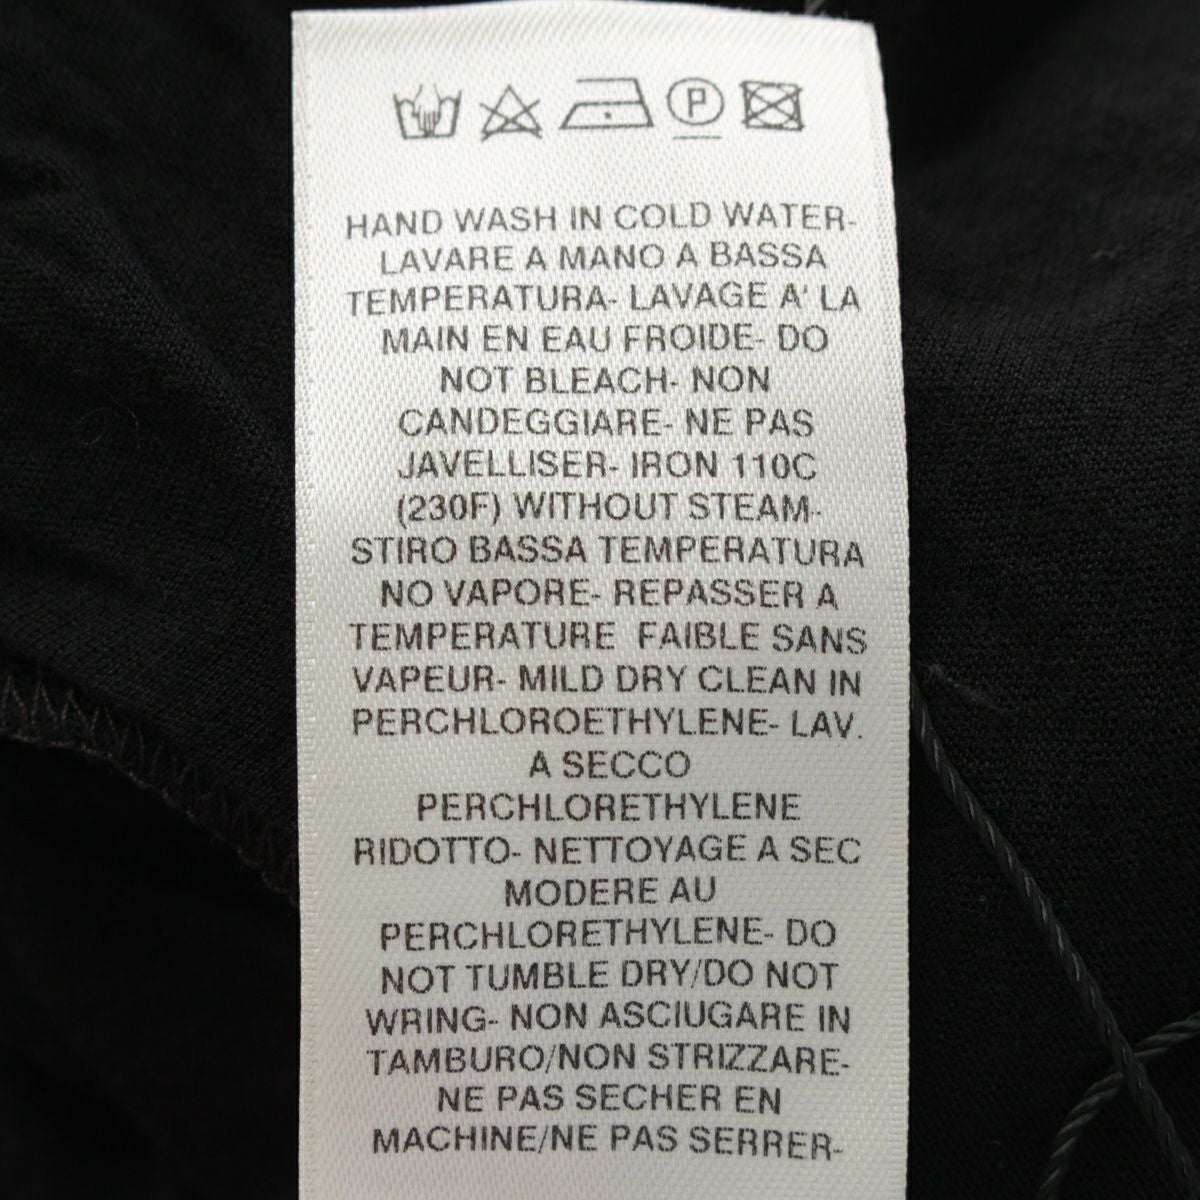 P
HAND WASH IN COLD WATER-
LAVARE A MANO A BASSA
TEMPERATURA- LAVAGE A' LA
MAIN EN EAU FROIDE- DO
NOT BLEACH- NON
CANDEGGIARE- NE PAS
JAVELLISER- IRON 110C
(230F) WITHOUT STEAM-
STIRO BASSA TEMPERATURA
NO VAPORE- REPASSER A
TEMPERATURE FAIBLE SANS
VAPEUR- MILD DRY CLEAN IN
PERCHLOROETHYLENE- LAV.
A SECCO
PERCHLORETHYLENE
RIDOTTO- NETTOYAGE A SEC
MODERE AU
PERCHLORETHYLENE- DO
NOT TUMBLE DRY/DO NOT
WRING- NON ASCIUGARE IN
TAMBURO/NON STRIZZARE-
NE PAS SECHER EN
MACHINE/NE PAS SERRER-